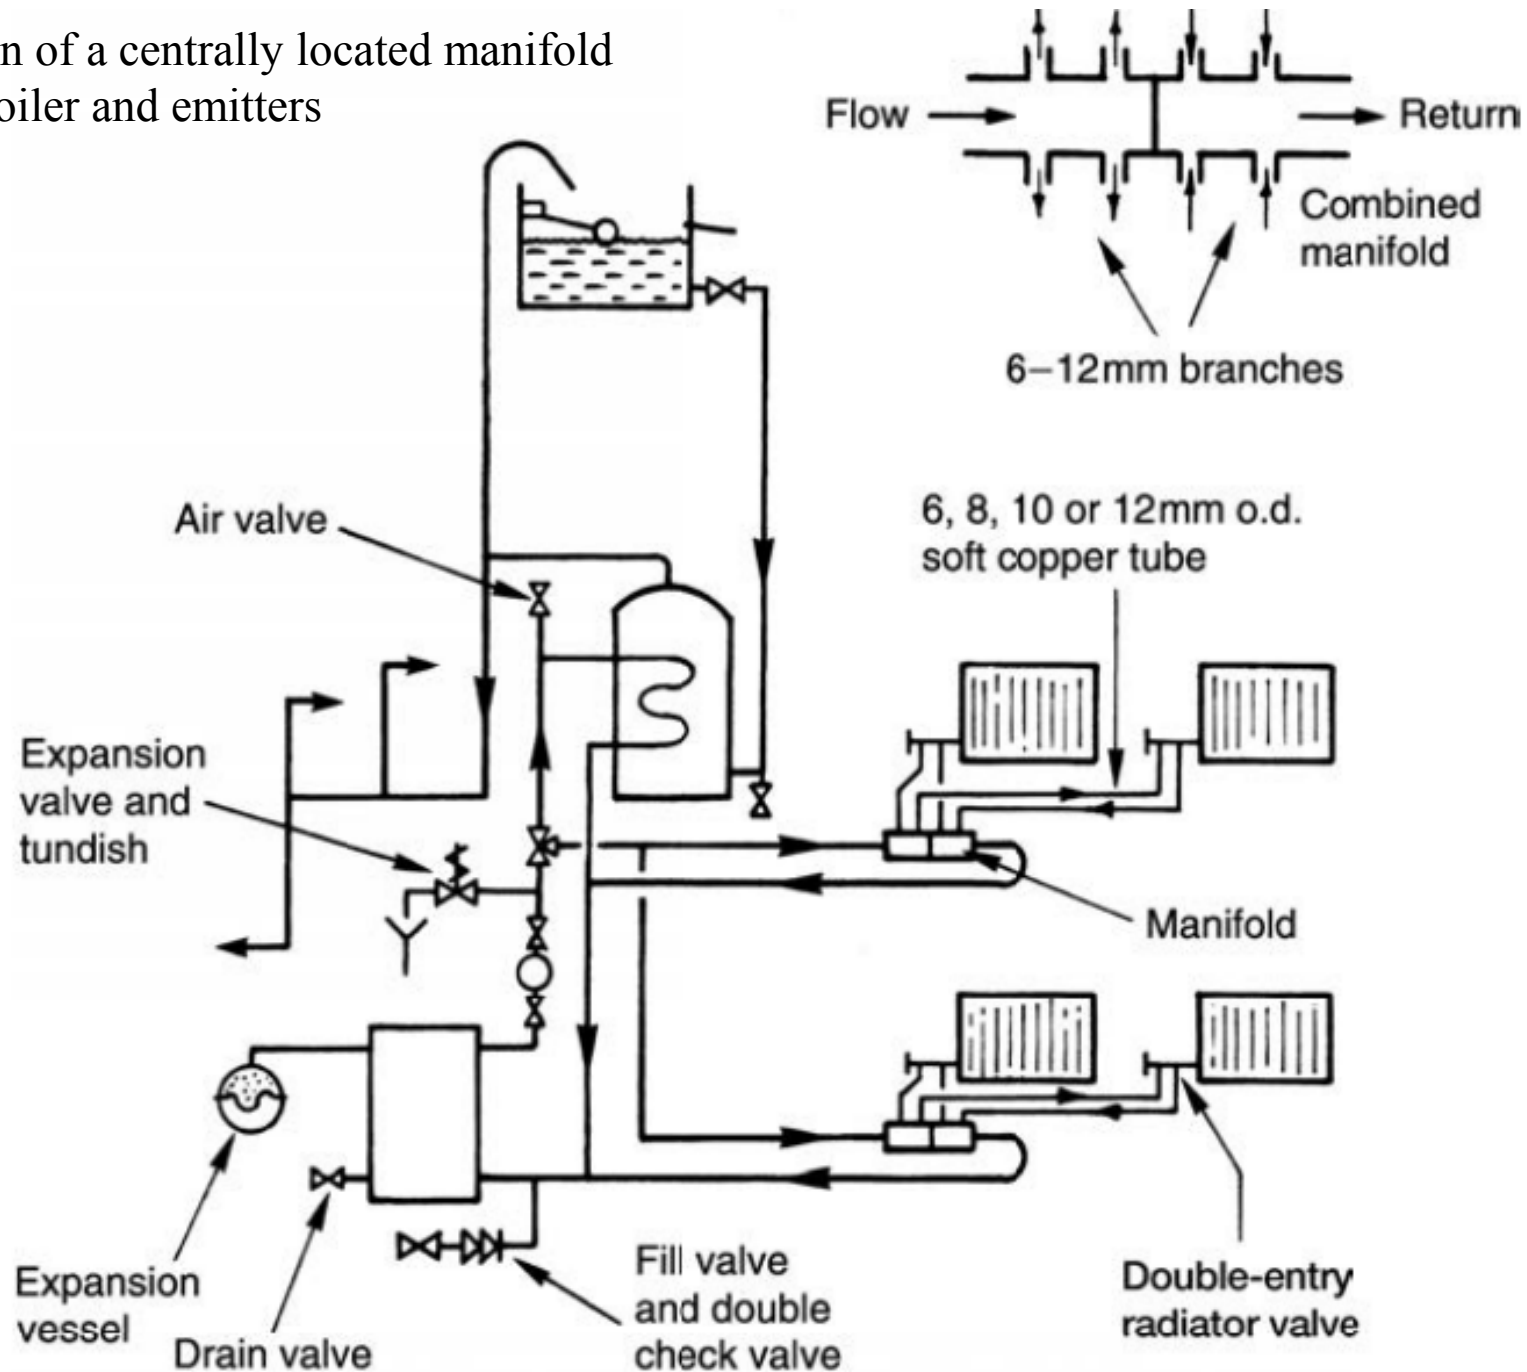 n of a centrally located manifold
oiler and emitters
Flow
Return
Combined
manifold
6–12mm branches
Air valve
6, 8, 10 or 12mm o.d.
soft copper tube
Expansion
valve and
tundish
Manifold
Expansion
vessel
Drain valve
Fill valve
and double
check valve
Double-entry
radiator valve